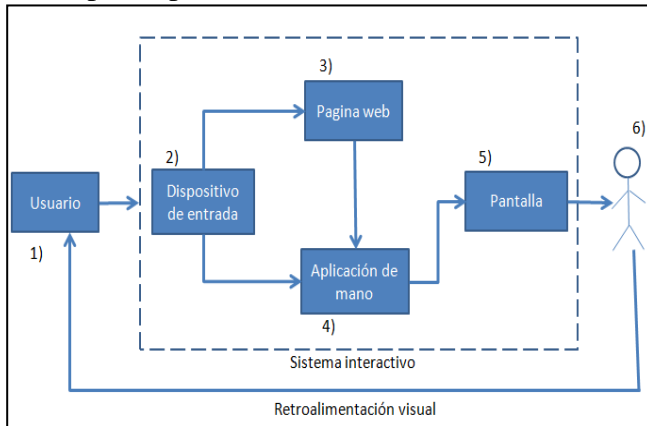 3)
Pagina web
6)
2)
5)
Dispositivo
de entrada
Usuario
Pantalla
1)
Aplicación de
mano
4)
Sistema interactivo
Retroalimentación visual